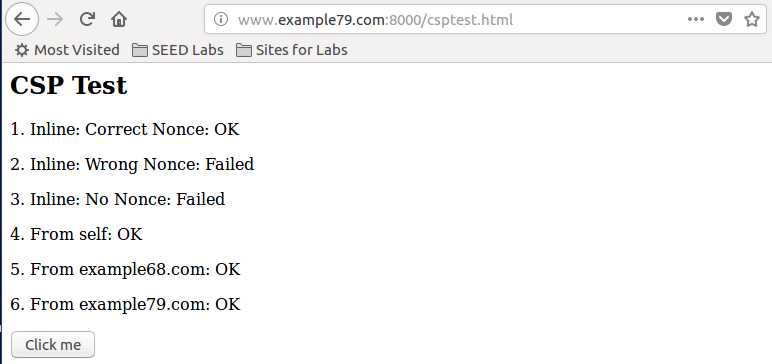 www.example79.com:8000/csptest.html
Most Visited SEED Labs Sites for Labs
CSP Test
1. Inline: Correct Nonce: OK
2. Inline: Wrong Nonce: Failed
3. Inline: No Nonce: Failed
4. From self: OK
5. From example68.com: OK
6. From example79.com: OK
Click me